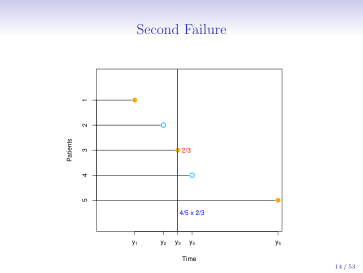 Second Failure
Patients
1
2
3
4
5
2/3
4/5 x 2/3
y₁ y₂ y₃ y₄ y₅
Time
14 / 53